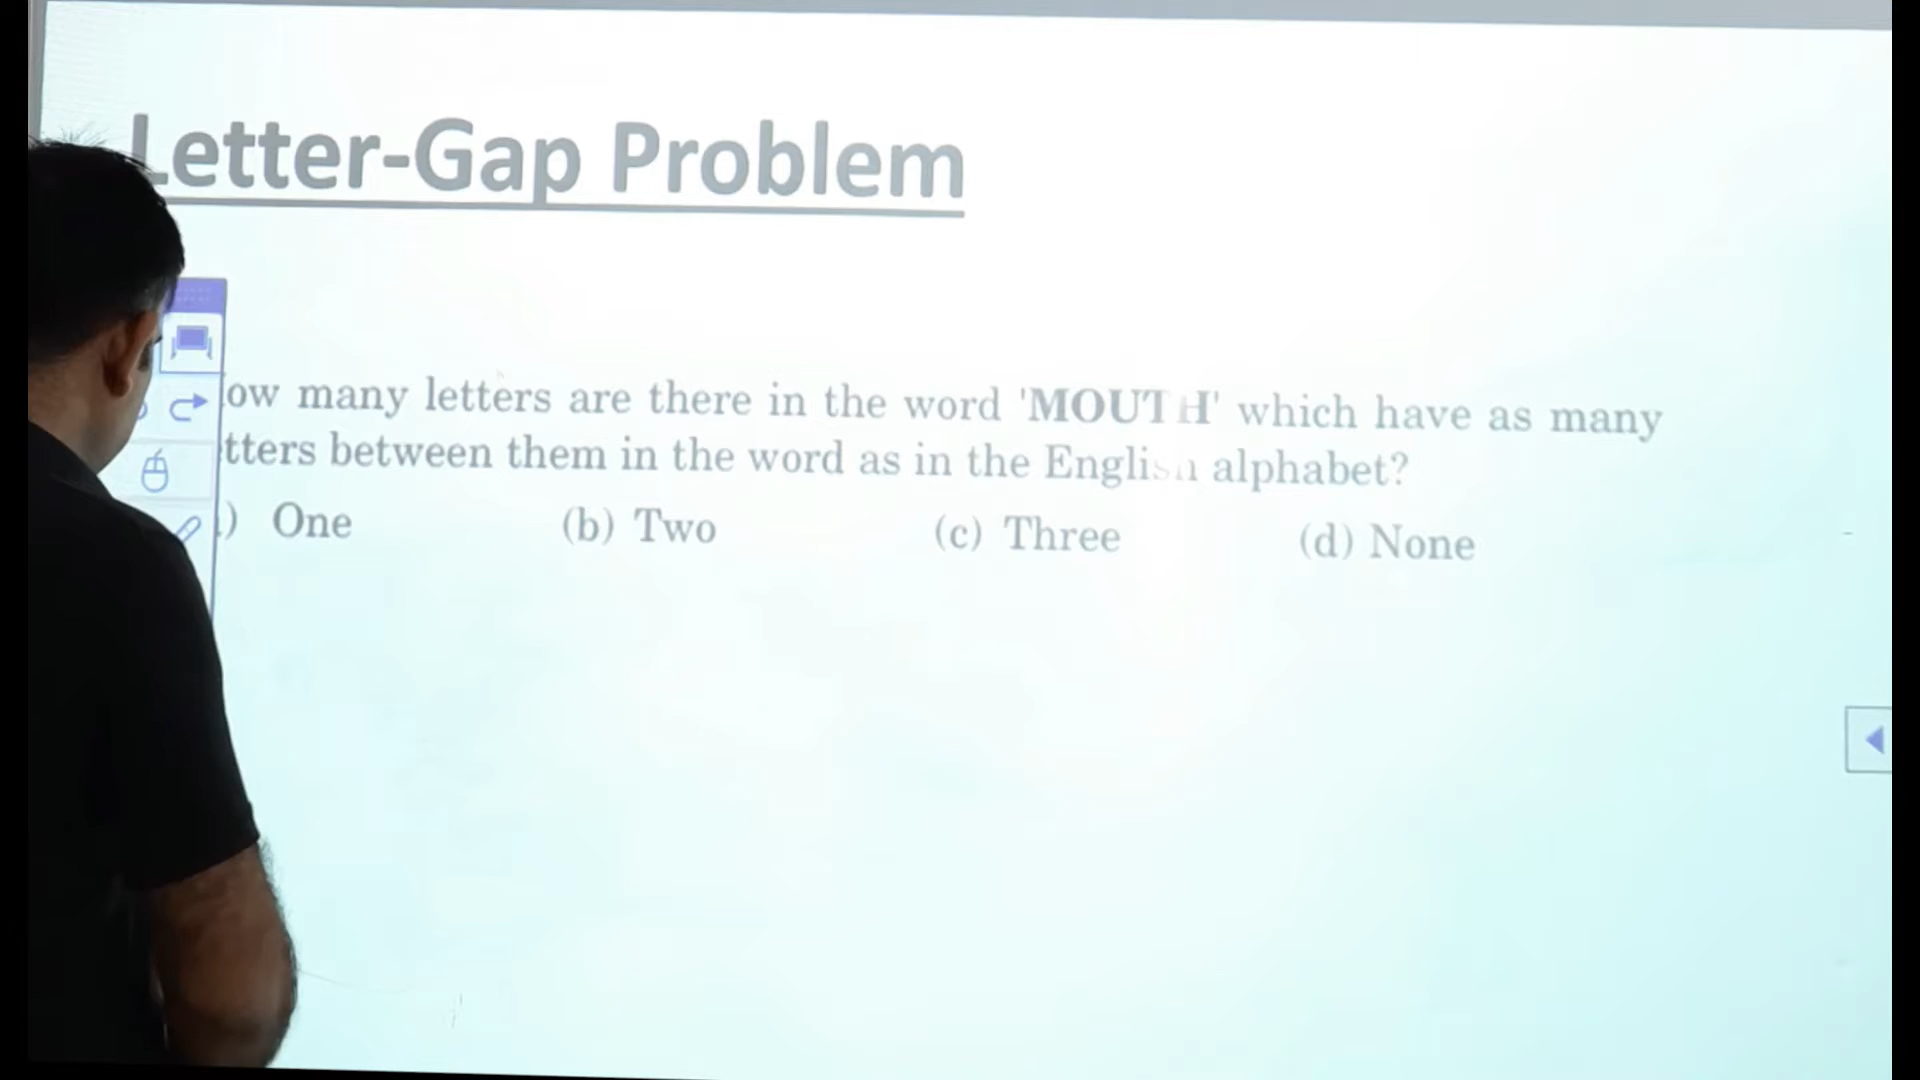 Letter-Gap Problem
ow many letters are there in the word 'MOUTH' which have as many
tters between them in the word as in the English alphabet?
) One (b) Two (c) Three (d) None